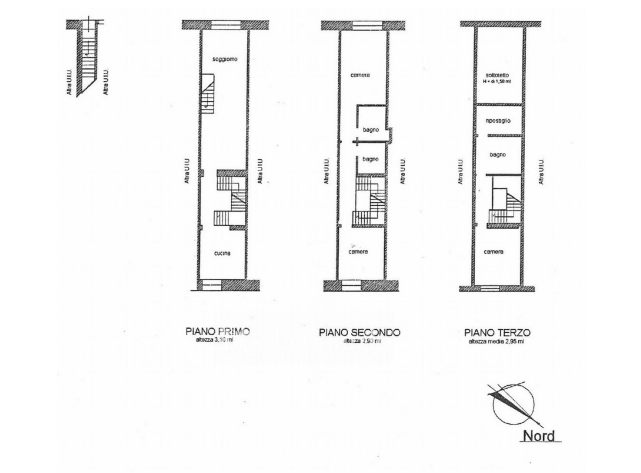 Altra U.I.U.
Altra U.I.U.
soggiorno
Altra U.I.U.
Altra U.I.U.
cucina
PIANO PRIMO
altezza 3,10 ml
camera
bagno
bagno
Altra U.I.U.
camera
PIANO SECONDO
altezza 2,90 ml
sottotetto
H < di 1,50 ml
ripostiglio
bagno
Altra U.I.U.
Altra U.I.U.
camera
PIANO TERZO
altezza media 2,95 ml
Nord